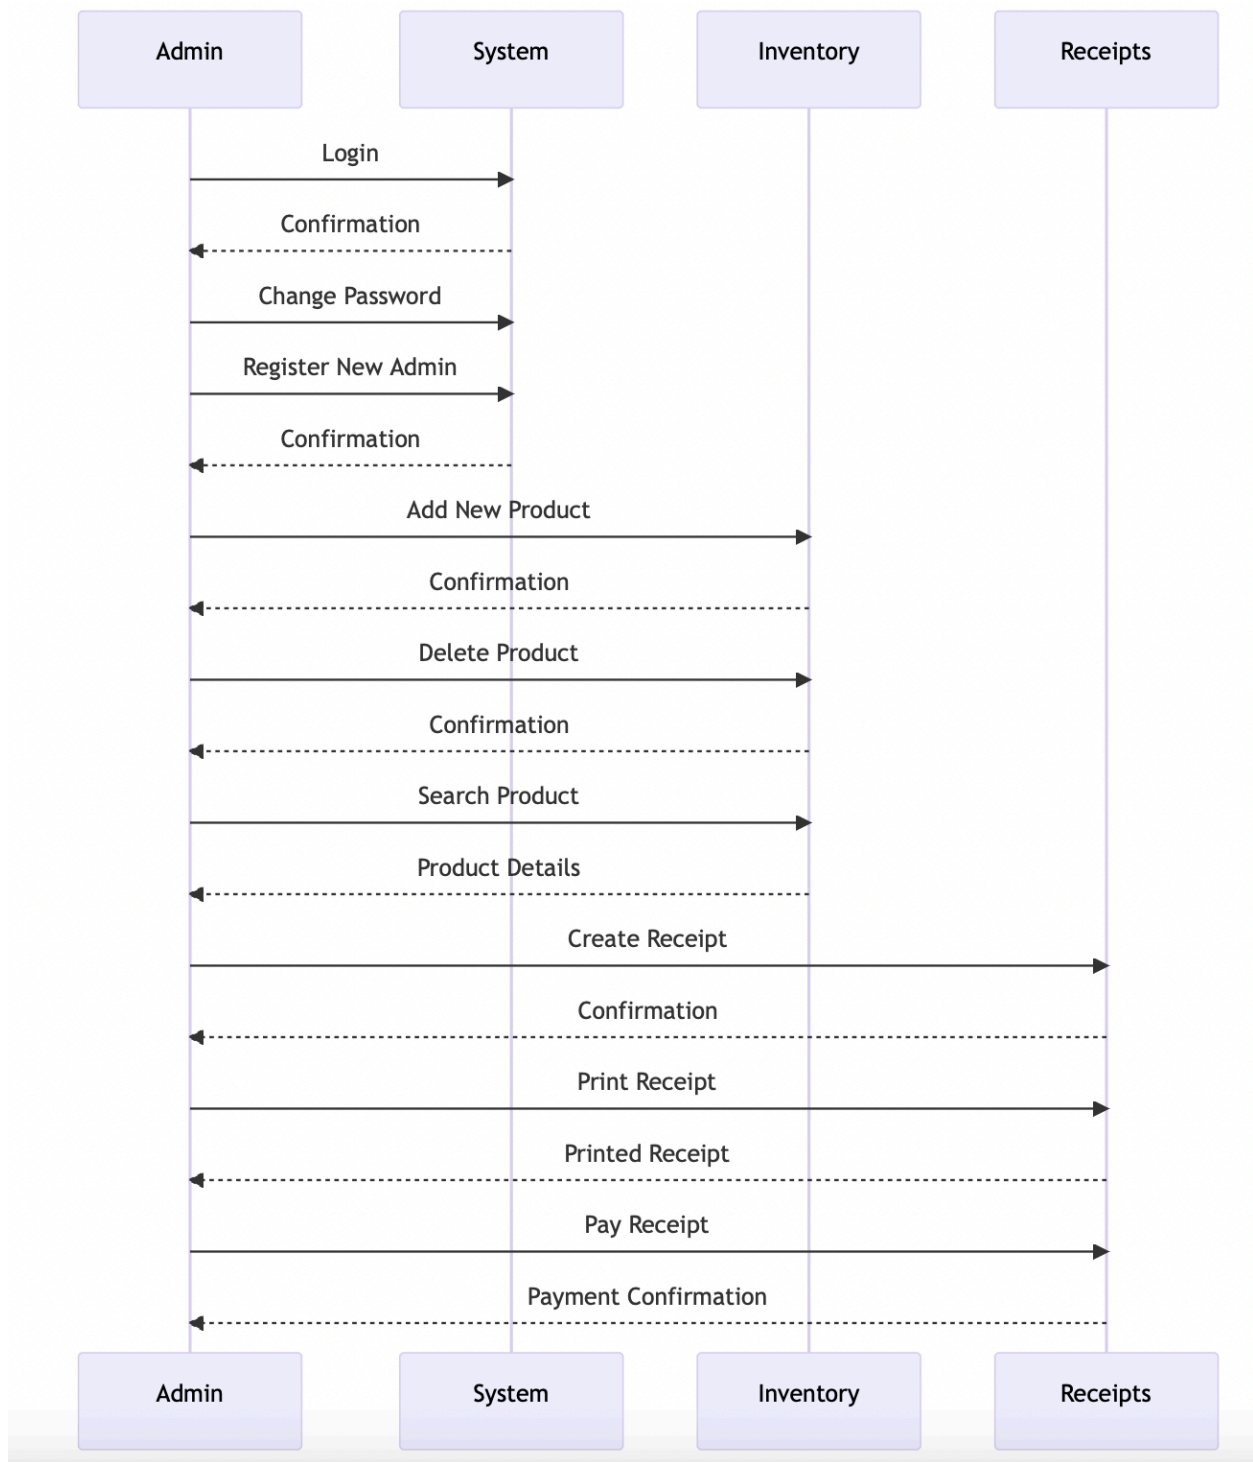 Admin
System
Inventory
Receipts
Login
Confirmation
Change Password
Register New Admin
Confirmation
Add New Product
Confirmation
Delete Product
Confirmation
Search Product
Product Details
Create Receipt
Confirmation
Print Receipt
Printed Receipt
Pay Receipt
Payment Confirmation
Admin
System
Inventory
Receipts